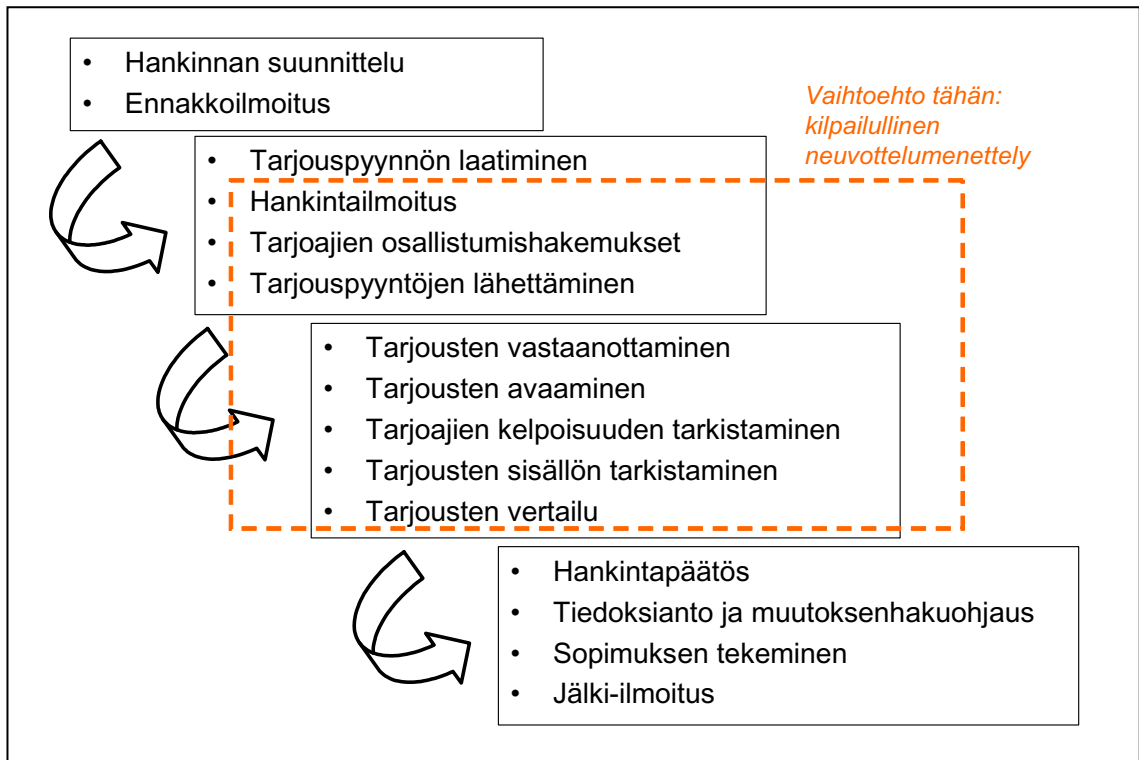 • Hankinnan suunnittelu
• Ennakkoilmoitus
Vaihtoehto tähän:
kilpailullinen
neuvottelumenettely
• Tarjouspyynnön laatiminen
• Hankintailmoitus
• Tarjoajien osallistumishakemukset
• Tarjouspyyntöjen lähettäminen
• Tarjousten vastaanottaminen
• Tarjousten avaaminen
• Tarjoajien kelpoisuuden tarkistaminen
• Tarjousten sisällön tarkistaminen
• Tarjousten vertailu
• Hankintapäätös
• Tiedoksianto ja muutoksenhakuohjaus
• Sopimuksen tekeminen
• Jälki-ilmoitus